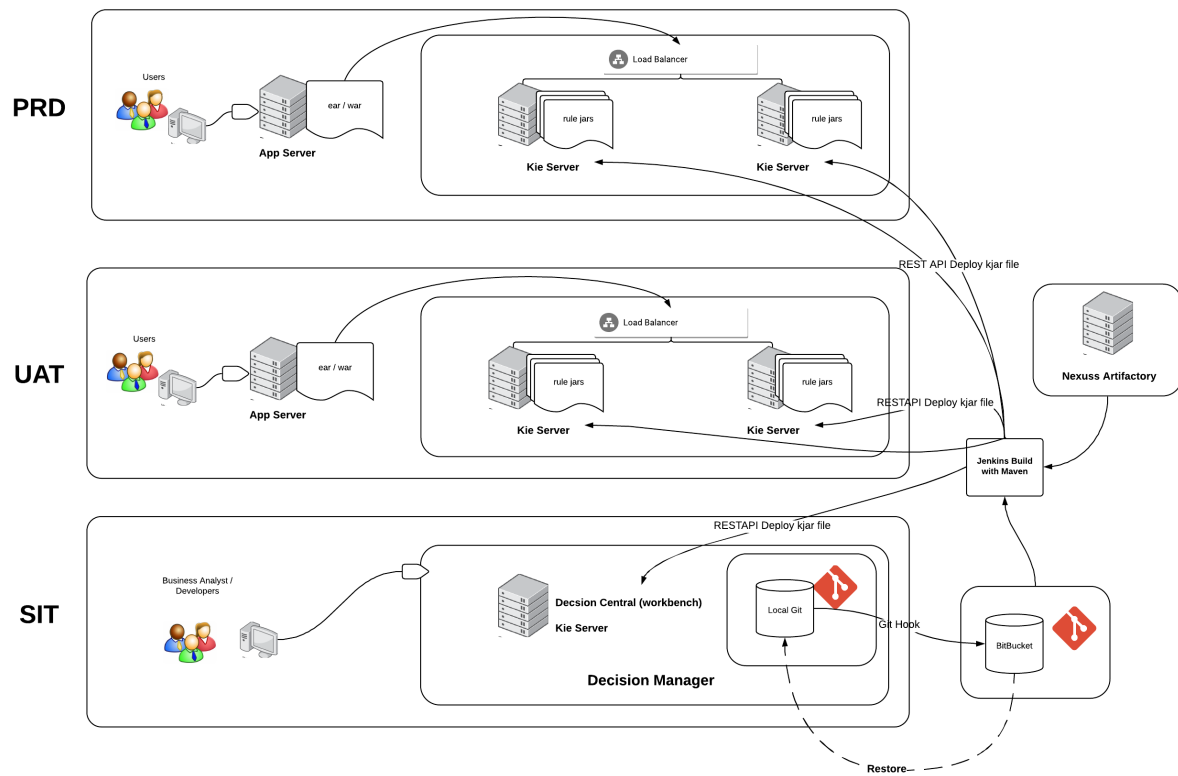 PRD
Users
ear / war
App Server
Load Balancer
rule jars
Kie Server
rule jars
Kie Server
REST API Deploy kjar file
UAT
Users
ear / war
App Server
Load Balancer
rule jars
Kie Server
rule jars
Kie Server
RESTAPI Deploy kjar file
Nexuss Artifactory
Jenkins Build
with Maven
SIT
Business Analyst /
Developers
RESTAPI Deploy kjar file
Decsion Central (workbench)
Kie Server
Decision Manager
Local Git
Git Hook
BitBucket
Restore